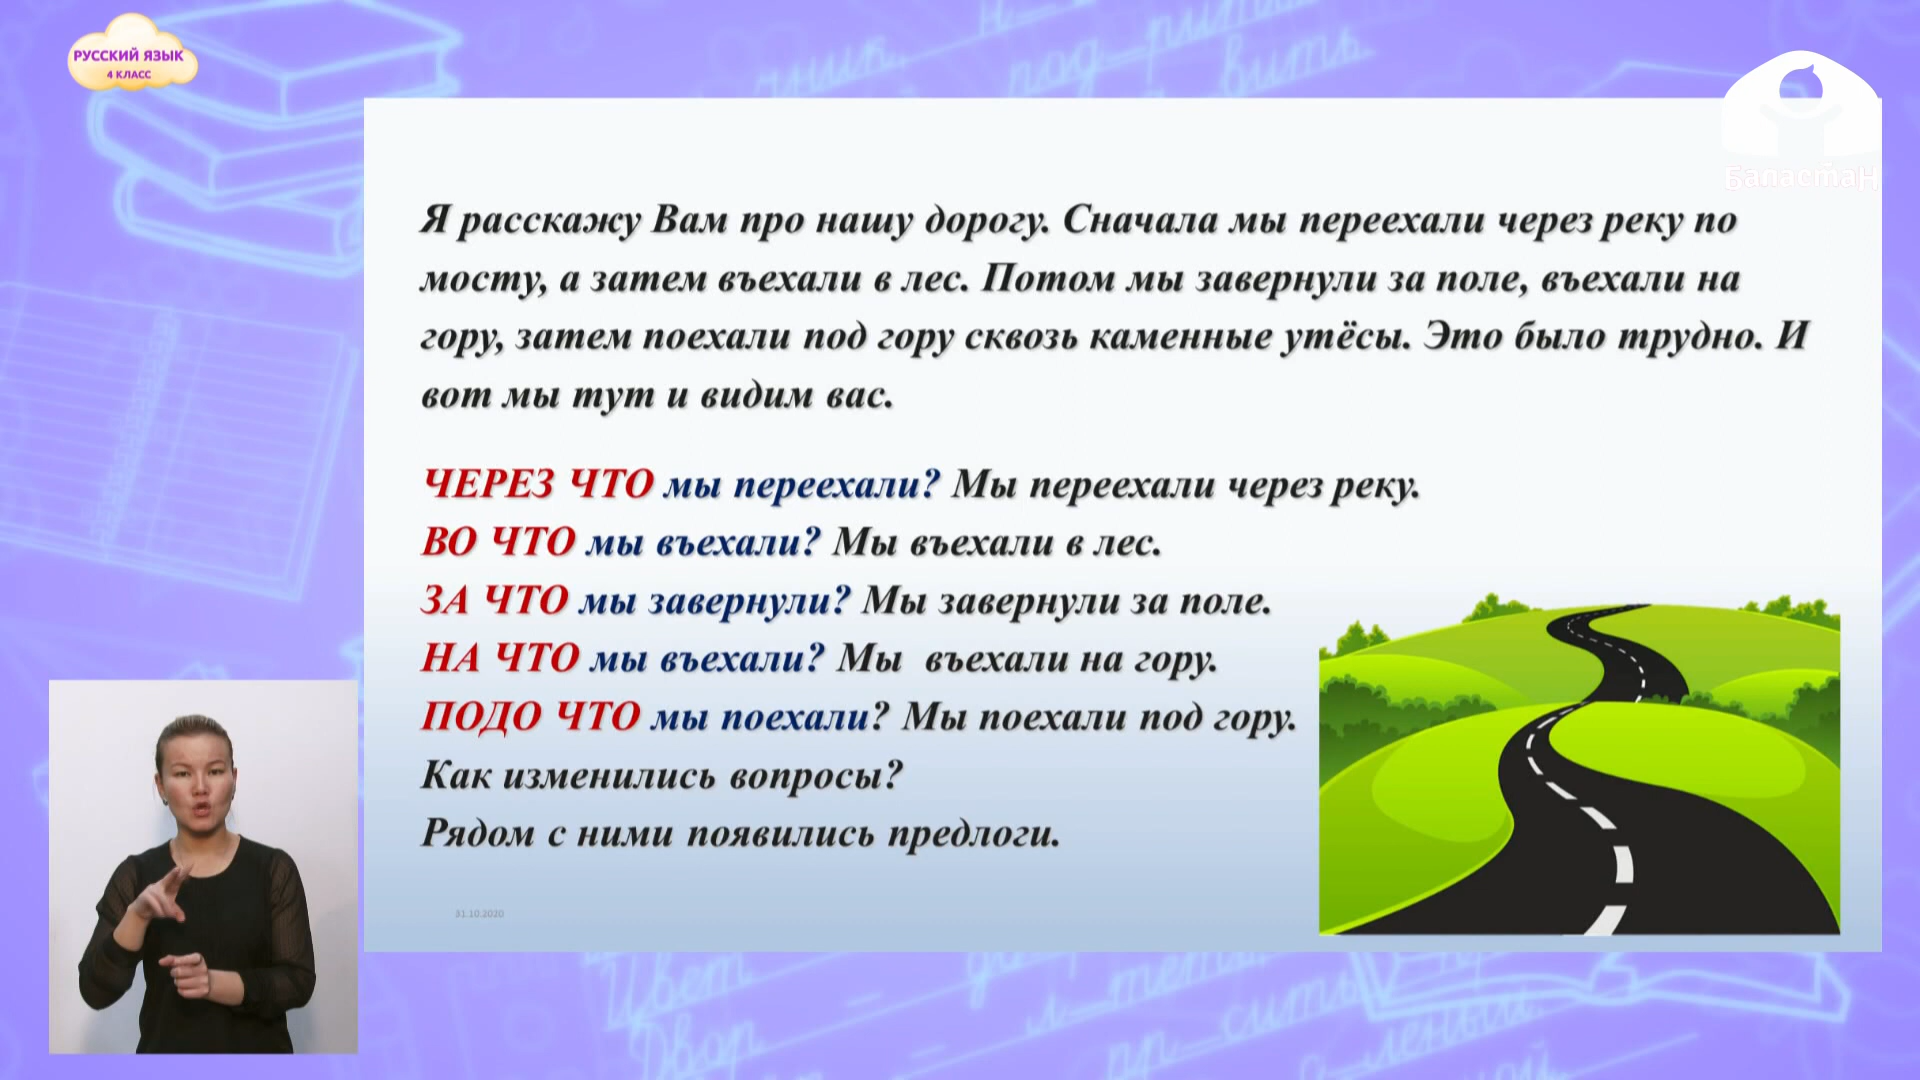 РУССКИЙ ЯЗЫК
4 КЛАСС
Баластан
Я расскажу Вам про нашу дорогу. Сначала мы переехали через реку по
мосту, а затем въехали в лес. Потом мы завернули за поле, въехали на
гору, затем поехали под гору сквозь каменные утёсы. Это было трудно. И
вот мы тут и видим вас.
ЧЕРЕЗ ЧТО мы переехали? Мы переехали через реку.
ВО ЧТО мы въехали? Мы въехали в лес.
ЗА ЧТО мы завернули? Мы завернули за поле.
НА ЧТО мы въехали? Мы въехали на гору.
ПОДО ЧТО мы поехали? Мы поехали под гору.
Как изменились вопросы?
Рядом с ними появились предлоги.
31.10.2020
Цвет
Двор